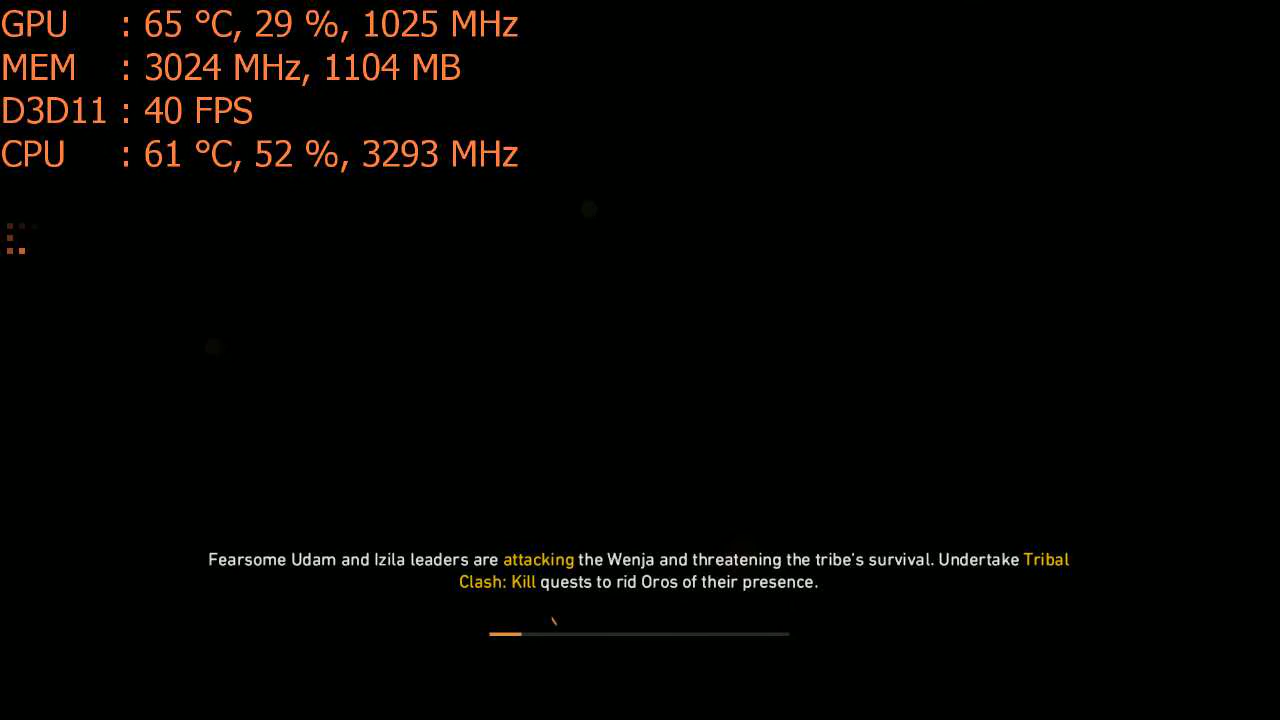 GPU : 65 °C, 29 %, 1025 MHz
MEM : 3024 MHz, 1104 MB
D3D11 : 40 FPS
CPU : 61 °C, 52 %, 3293 MHz
Fearsome Udam and Izila leaders are attacking the Wenja and threatening the tribe's survival. Undertake Tribal
Clash: Kill quests to rid Oros of their presence.